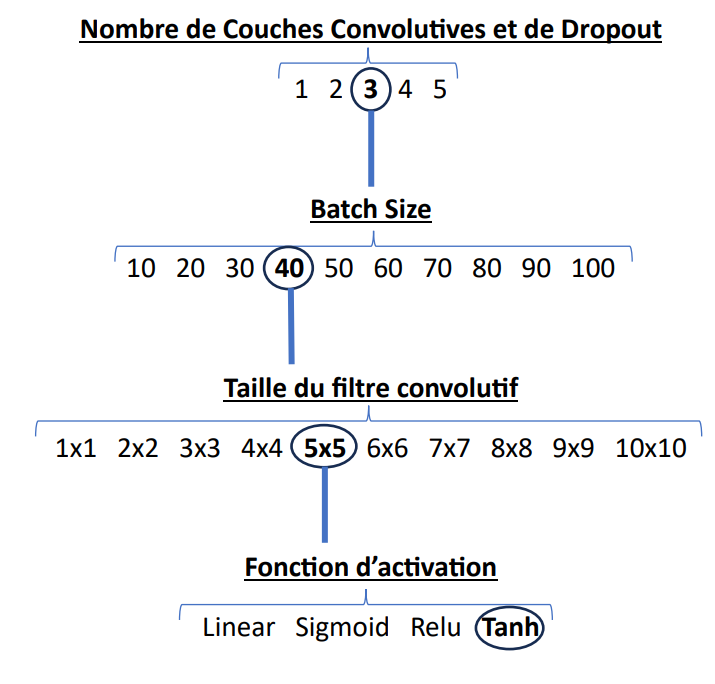 Nombre de Couches Convolutives et de Dropout
1 2 3 4 5
Batch Size
10 20 30 40 50 60 70 80 90 100
Taille du filtre convolutif
1x1 2x2 3x3 4x4 5x5 6x6 7x7 8x8 9x9 10x10
Fonction d’activation
Linear Sigmoid Relu Tanh